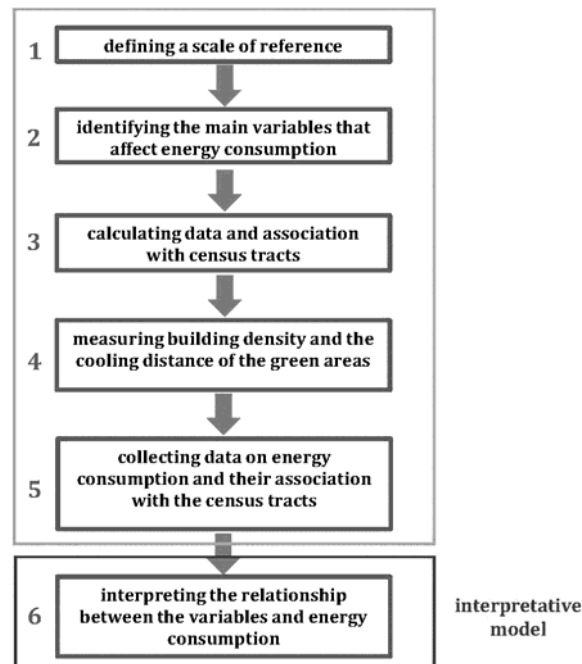 1
defining a scale of reference
2
identifying the main variables that
affect energy consumption
3
calculating data and association
with census tracts
4
measuring building density and the
cooling distance of the green areas
5
collecting data on energy
consumption and their association
with the census tracts
6
interpreting the relationship
between the variables and energy
consumption
interpretative
model